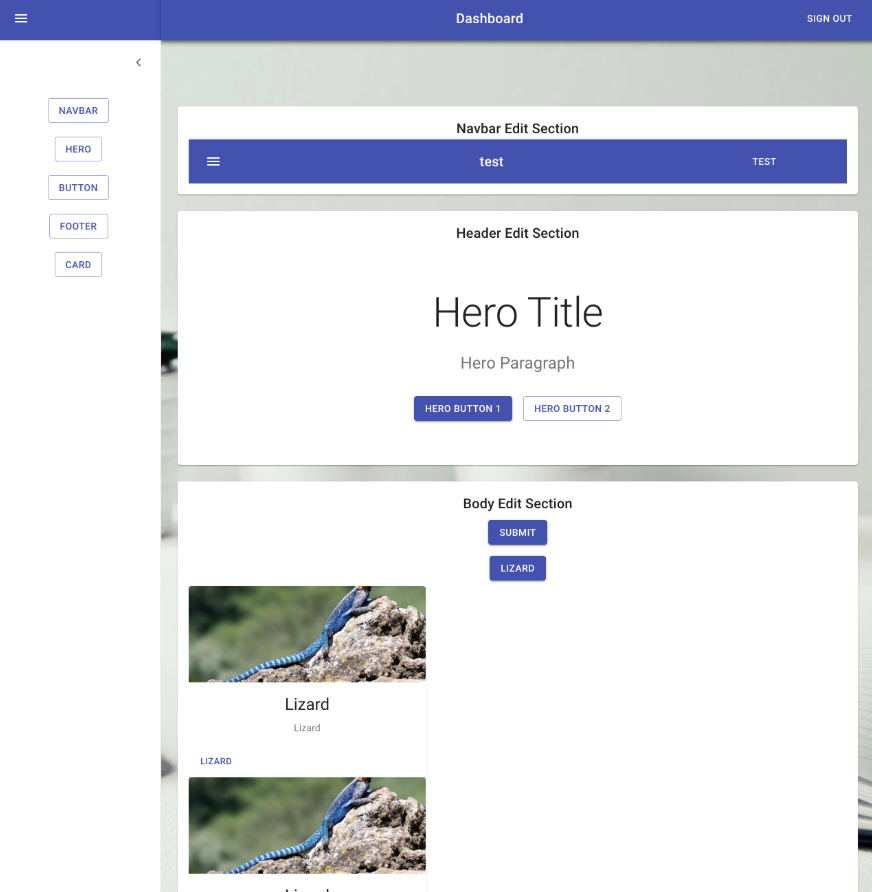 Dashboard
SIGN OUT
NAVBAR
HERO
BUTTON
FOOTER
CARD
Navbar Edit Section
test
TEST
Header Edit Section
Hero Title
Hero Paragraph
HERO BUTTON 1
HERO BUTTON 2
Body Edit Section
SUBMIT
LIZARD
Lizard
Lizard
LIZARD